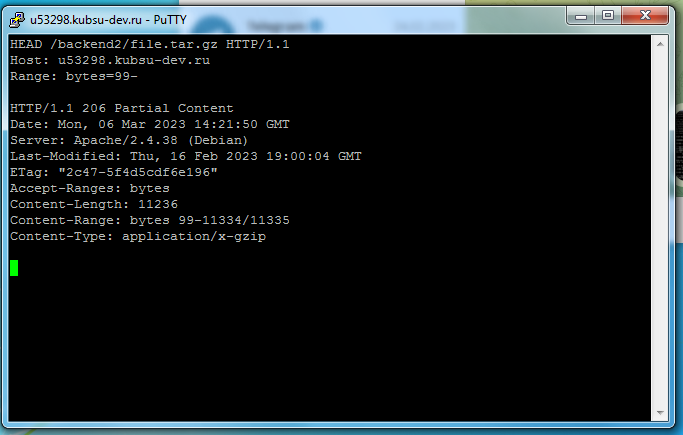 u53298.kubsu-dev.ru - PuTTY
HEAD /backend2/file.tar.gz HTTP/1.1
Host: u53298.kubsu-dev.ru
Range: bytes=99-
HTTP/1.1 206 Partial Content
Date: Mon, 06 Mar 2023 14:21:50 GMT
Server: Apache/2.4.38 (Debian)
Last-Modified: Thu, 16 Feb 2023 19:00:04 GMT
ETag: "2c47-5f4d5cdf6e196"
Accept-Ranges: bytes
Content-Length: 11236
Content-Range: bytes 99-11334/11335
Content-Type: application/x-gzip